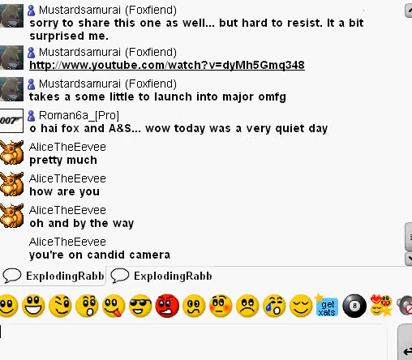 Mustardsamurai (Foxfiend)
sorry to share this one as well... but hard to resist. It a bit
surprised me.
Mustardsamurai (Foxfiend)
http://www.youtube.com/watch?v=dyMh5Gmq348
Mustardsamurai (Foxfiend)
takes a some little to launch into major omfg
007
Roman6a_[Pro]
o hai fox and A&S... wow today was a very quiet day
AliceTheEevee
pretty much
AliceTheEevee
how are you
AliceTheEevee
oh and by the way
AliceTheEevee
you're on candid camera
ExplodingRabb ExplodingRabb
get
xats
8